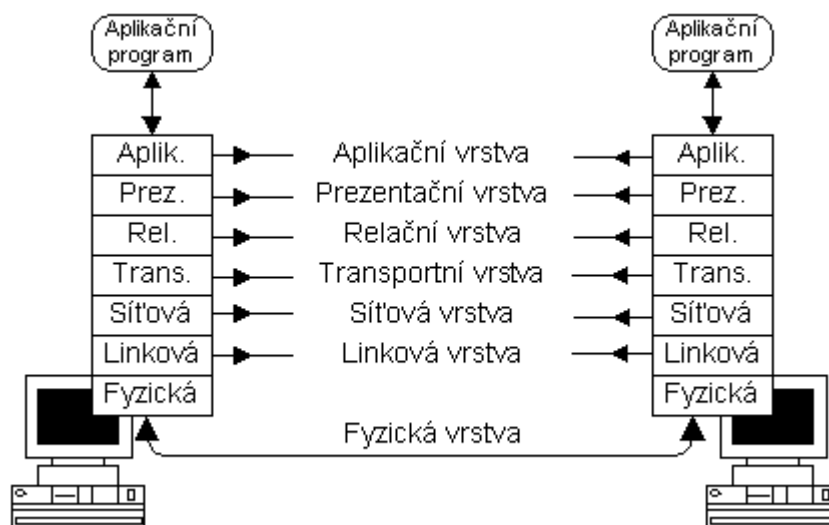 Aplikační
program
Aplikační
program
Aplik.
Aplikační vrstva
Aplik.
Prez.
Prezentační vrstva
Prez.
Rel.
Relační vrstva
Rel.
Trans.
Transportní vrstva
Trans.
Síťová
Síťová vrstva
Síťová
Linková
Linková vrstva
Linková
Fyzická
Fyzická
Fyzická vrstva